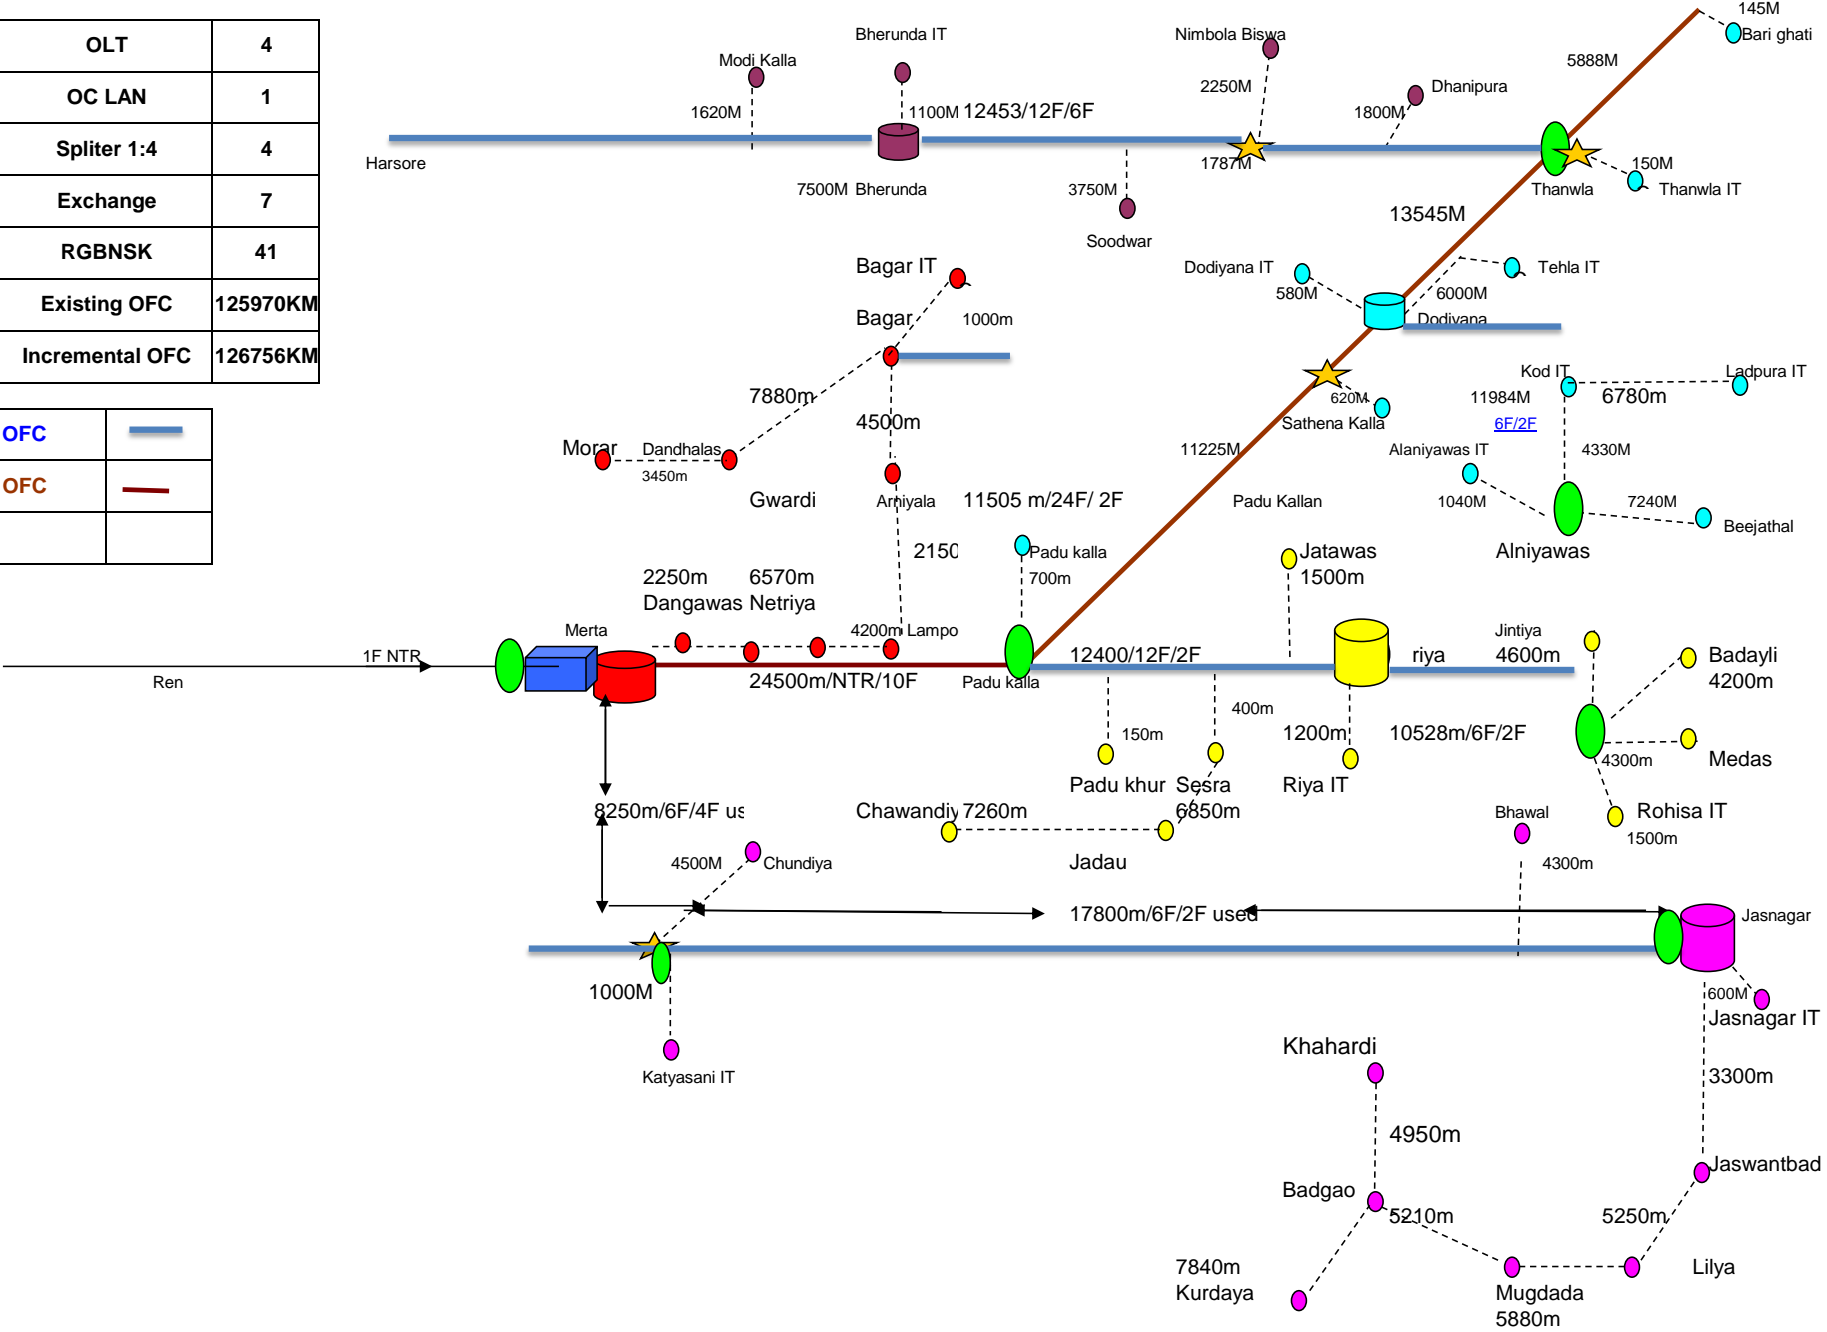 OLT 4
OC LAN 1
Spliter 1:4 4
Exchange 7
RGBNSK 41
Existing OFC 125970KM
Incremental OFC 126756KM
OFC
OFC
145M
Bari ghati
5888M
Bherunda IT
Nimbola Biswa
Modi Kalla
2250M
Dhanipura
1620M
1100M 12453/12F/6F
1800M
Harsore
1787M
150M
7500M Bherunda
3750M
Thanwla
Thanwla IT
13545M
Soodwar
Bagar IT
Dodiyana IT
Tehla IT
580M
6000M
Bagar
1000m
Dodiyana
Kod IT
Ladpura IT
7880m
620M
11984M
6780m
4500m
Sathena Kalla
6F/2F
Morar
Dandhalas
11225M
Alaniyawas IT
4330M
3450m
Gwardi
Arniyala
11505 m/24F/ 2F
Padu Kallan
1040M
7240M
Beejathal
2150
Padu kalla
Jatawas
Alniyawas
2250m
6570m
700m
1500m
Dangawas Netriya
Merta
4200m Lampo
Jintiya
1F NTR
12400/12F/2F
riya
4600m
Badayli
Ren
24500m/NTR/10F
Padu kalla
4200m
400m
150m
1200m
10528m/6F/2F
4300m
Medas
Padu khur
Sesra
Riya IT
8250m/6F/4F us
Chawandiy
7260m
6850m
Bhawal
Rohisa IT
1500m
4500M
Chundiya
Jadau
4300m
17800m/6F/2F used
Jasnagar
1000M
600M
Jasnagar IT
Khahardi
Katyasani IT
3300m
4950m
Jaswantbad
Badgao
5210m
5250m
7840m
Lilya
Kurdaya
Mugdada
5880m